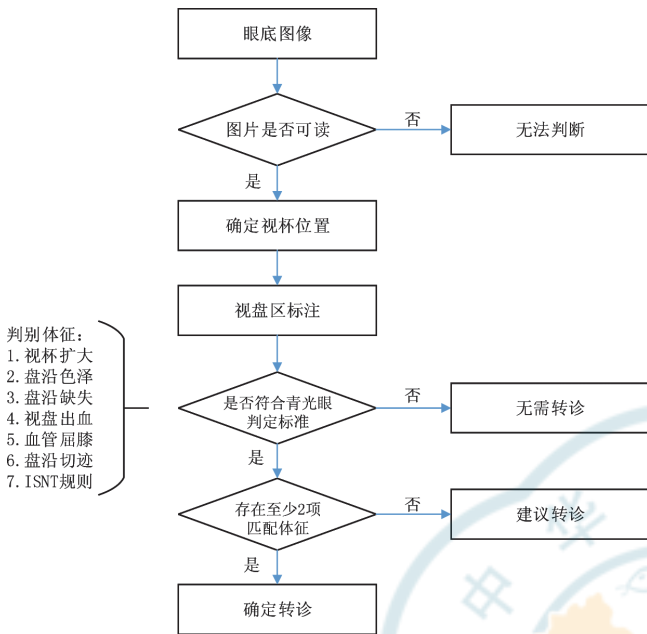 眼底图像
图片是否可读
否
无法判断
是
确定视杯位置
视盘区标注
判别体征：
1.视杯扩大
2.盘沿色泽
3.盘沿缺失
4.视盘出血
5.血管屈膝
6.盘沿切迹
7.ISNT规则
是否符合青光眼
判定标准
否
无需转诊
是
存在至少2项
匹配体征
否
建议转诊
是
确定转诊
中华